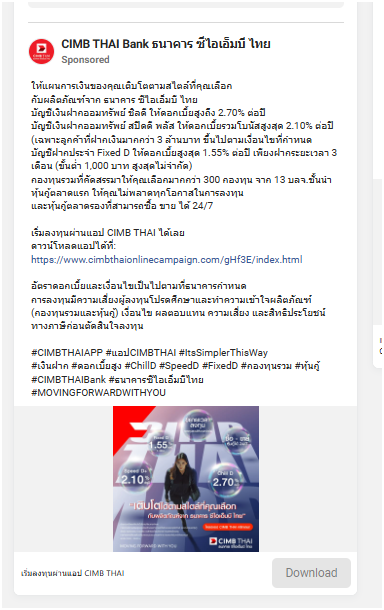 CIMB THAI Bank ธนาคาร ซีไอเอ็มบี ไทย
Sponsored
ให้แผนการเงินของคุณเติบโตตามสไตล์ที่คุณเลือก
กับผลิตภัณฑ์จาก ธนาคาร ซีไอเอ็มบี ไทย
บัญชีเงินฝากออมทรัพย์ ชิลดี ให้ดอกเบี้ยสูงถึง 2.70% ต่อปี
บัญชีเงินฝากออมทรัพย์ สปีดดี พลัส ให้ดอกเบี้ยรวมโบนัสสูงสุด 2.10% ต่อปี
(เฉพาะลูกค้าที่ฝากเงินมากกว่า 3 ล้านบาท ขึ้นไปตามเงื่อนไขที่กำหนด
บัญชีฝากประจำ Fixed D ให้ดอกเบี้ยสูงสุด 1.55% ต่อปี เพียงฝากระยะเวลา 3
เดือน (ขั้นต่ำ 1,000 บาท สูงสุดไม่จำกัด)
กองทุนรวมที่คัดสรรมาให้คุณเลือกมากกว่า 300 กองทุน จาก 13 บลจ.ชั้นนำ
หุ้นกู้ตลาดแรก ให้คุณไม่พลาดทุกโอกาสในการลงทุน
และหุ้นกู้ตลาดรองที่สามารถซื้อ ขาย ได้ 24/7
เริ่มลงทุนผ่านแอป CIMB THAI ได้เลย
ดาวน์โหลดแอปได้ที่:
https://www.cimbthaionlinecampaign.com/gHf3E/index.html
อัตราดอกเบี้ยและเงื่อนไขเป็นไปตามที่ธนาคารกำหนด
การลงทุนมีความเสี่ยงผู้ลงทุนโปรดศึกษาและทำความเข้าใจผลิตภัณฑ์
(กองทุนรวมและหุ้นกู้) เงื่อนไข ผลตอบแทน ความเสี่ยง และสิทธิประโยชน์
ทางภาษีก่อนตัดสินใจลงทุน
#CIMBTHAIAPP #แอปCIMBTHAI #ItsSimplerThisWay
#เงินฝาก #ดอกเบี้ยสูง #ChillD #SpeedD #FixedD #กองทุนรวม #หุ้นกู้
#CIMBTHAIBank #ธนาคารซีไอเอ็มบีไทย
#MOVINGFORWARDWITHYOU
1.55%
Speed D+
2.10%
Chill D
2.70%
เติบโตได้ตามสไตล์ที่คุณเลือก
กับผลิตภัณฑ์จาก ธนาคาร ซีไอเอ็มบี ไทย
CIMB THAI
เริ่มลงทุนผ่านแอป CIMB THAI
Download